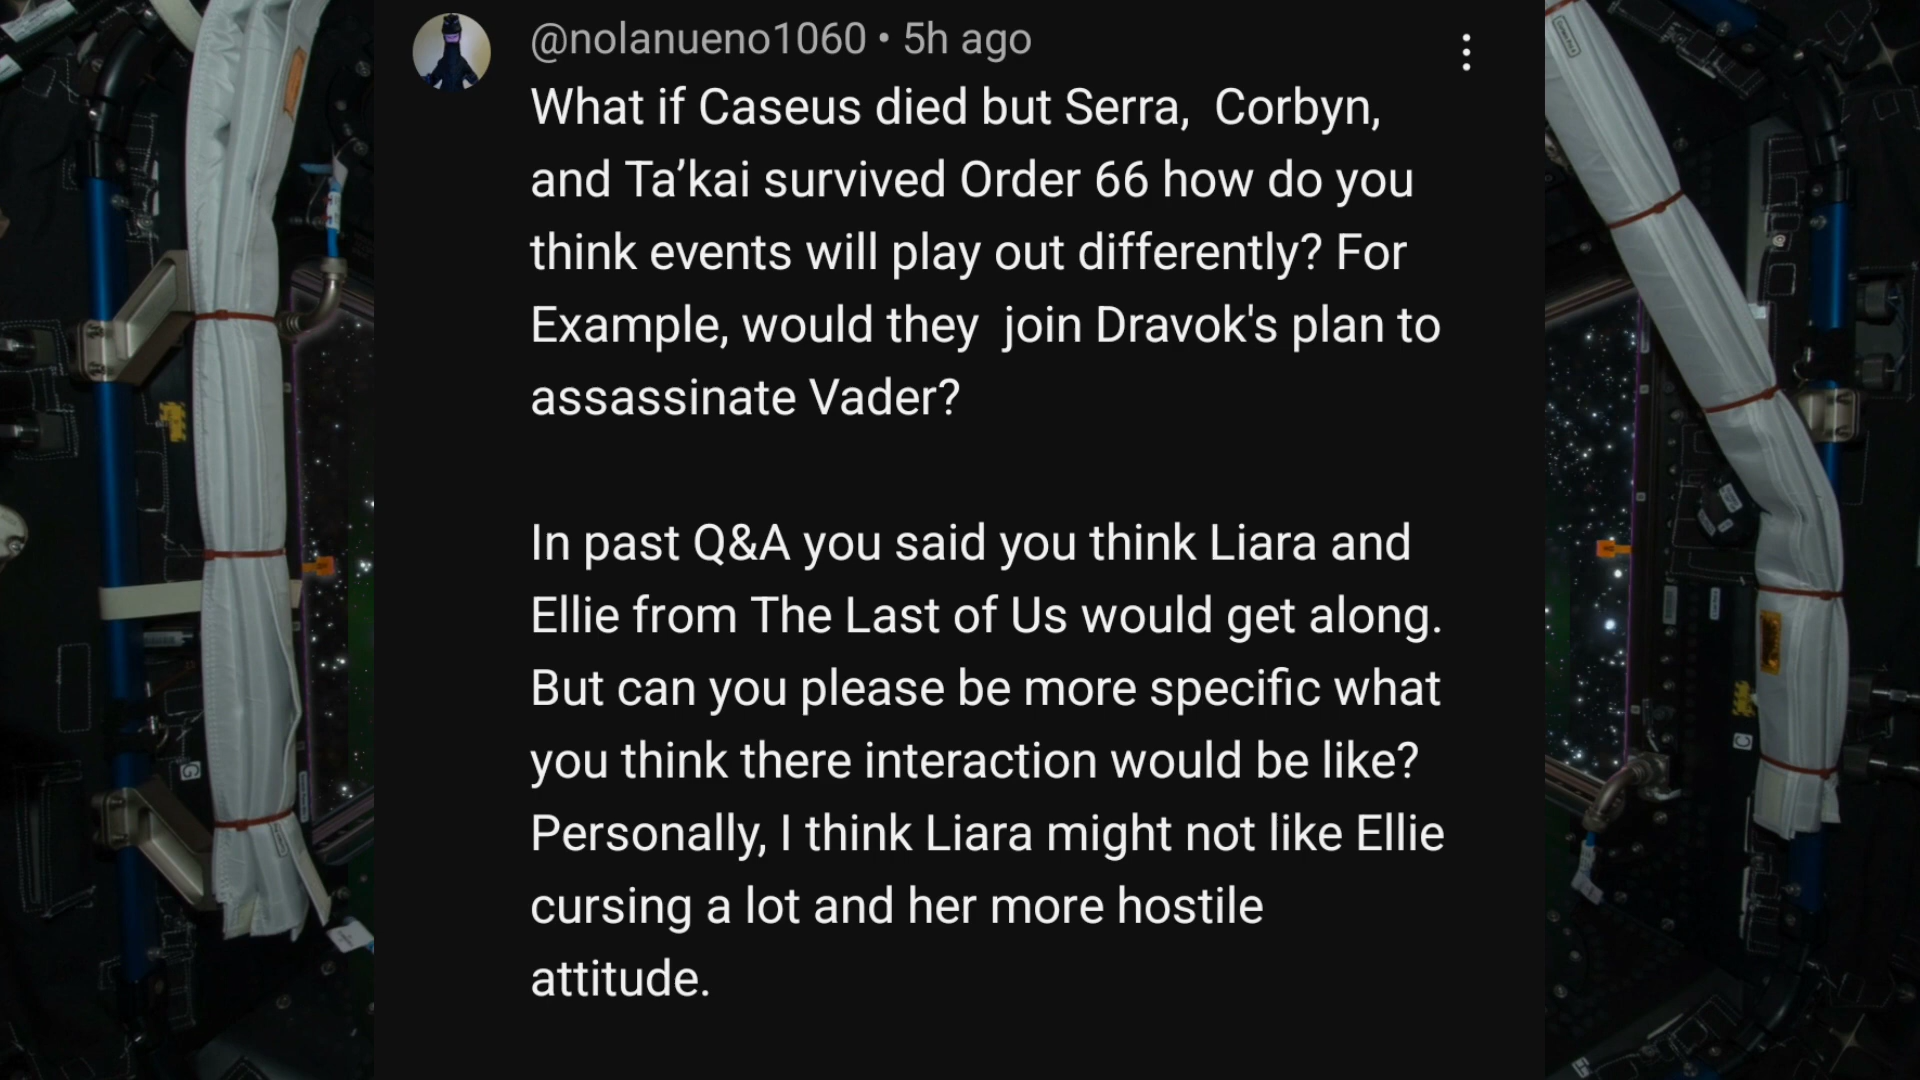 @nolanueno1060 • 5h ago
What if Caseus died but Serra,  Corbyn,
and Ta’kai survived Order 66 how do you
think events will play out differently? For
Example, would they  join Dravok's plan to
assassinate Vader?
In past Q&A you said you think Liara and
Ellie from The Last of Us would get along.
But can you please be more specific what
you think there interaction would be like?
Personally, I think Liara might not like Ellie
cursing a lot and her more hostile
attitude.